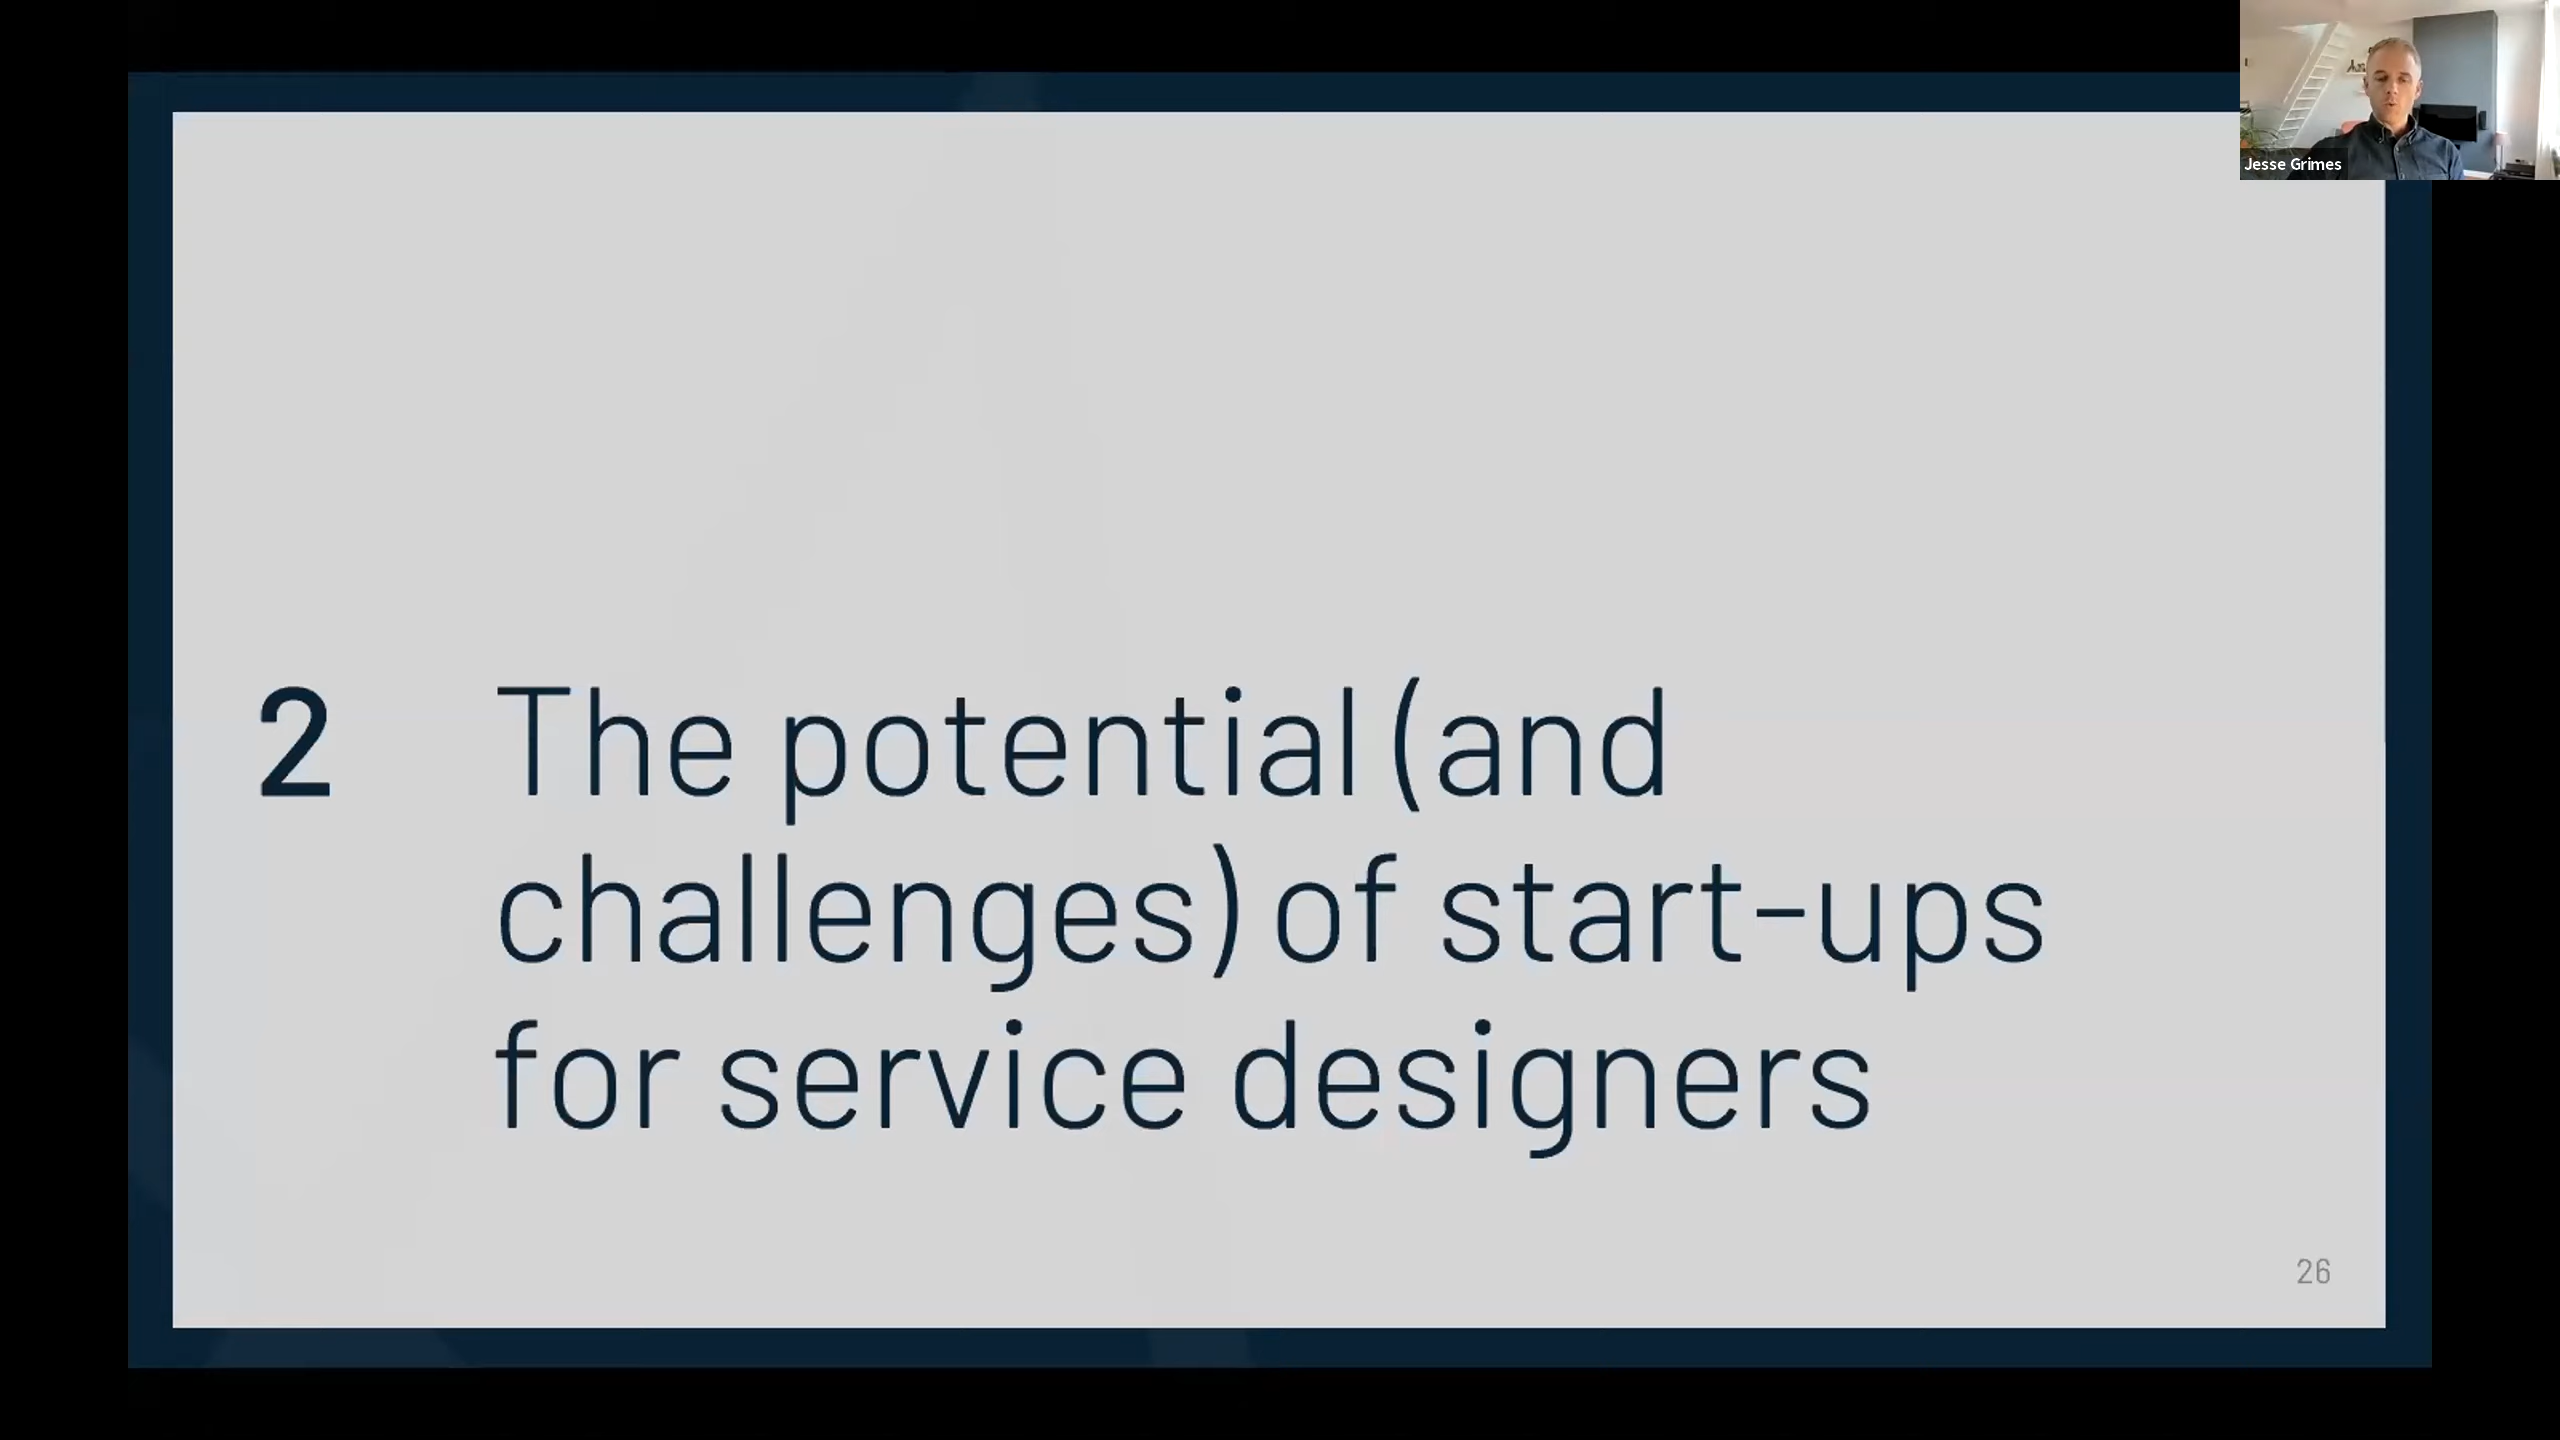 Jesse Grimes
2
The potential (and
challenges) of start-ups
for service designers
26